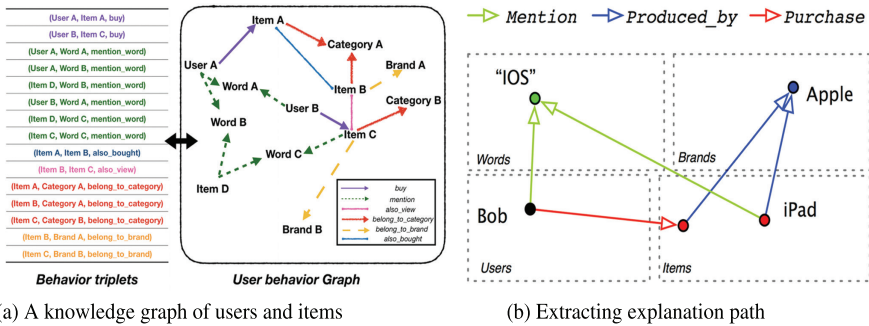 (User A, Item A, buy)
(User B, Item C, buy)
(User A, Word A, mention_word)
(User A, Word B, mention_word)
(Item D, Word B, mention_word)
(User B, Word A, mention_word)
(Item D, Word C, mention_word)
(Item C, Word C, mention_word)
(Item A, Item B, also_bought)
(Item B, Item C, also_view)
(Item A, Category A, belong_to_category)
(Item B, Category A, belong_to_category)
(Item C, Category A, belong_to_category)
(Item B, Brand A, belong_to_brand)
(Item C, Brand B, belong_to_brand)
Behavior triplets
Item A
Category A
User A
Brand A
Word A
Item B
User B
Category B
Word B
Item C
Word C
Item D
Brand B
buy
mention
also_view
belong_to_category
belong_to_brand
also_bought
User behavior Graph
(a) A knowledge graph of users and items
Mention
Produced_by
Purchase
“IOS”
Apple
Words
Brands
Bob
iPad
Users
Items
(b) Extracting explanation path